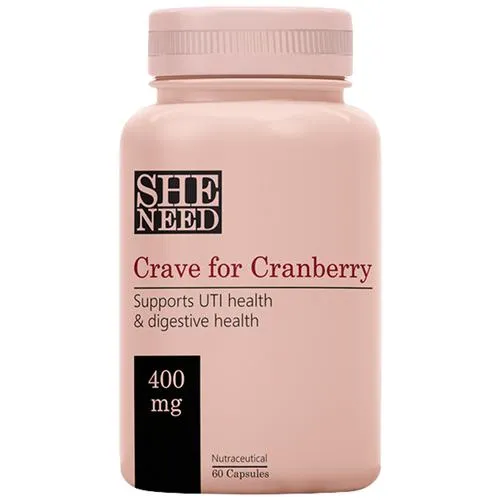 SHE
NEED
Crave for Cranberry
Supports UTI health
& digestive health
400
mg
Nutraceutical
60 Capsules